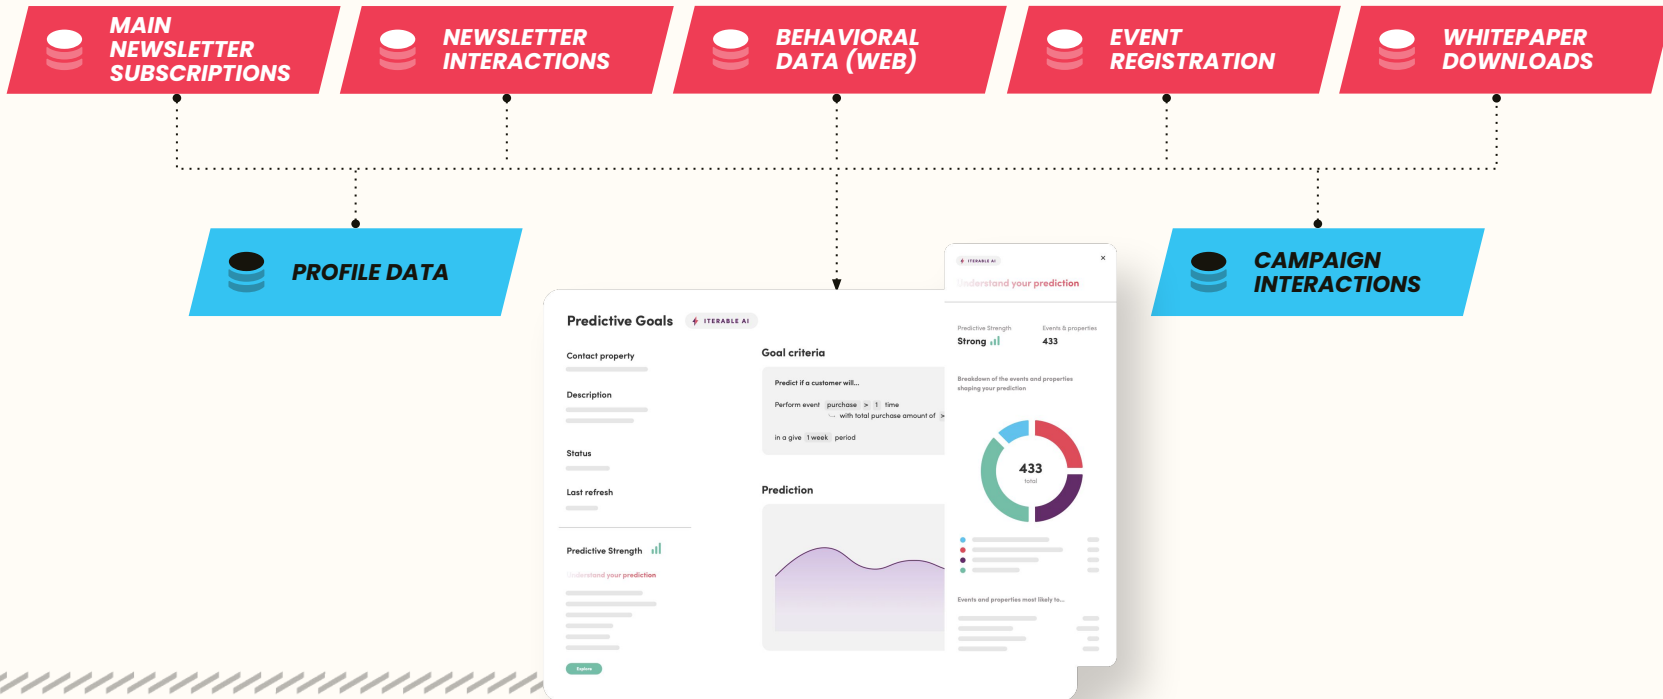 MAIN
NEWSLETTER
SUBSCRIPTIONS
NEWSLETTER
INTERACTIONS
BEHAVIORAL
DATA (WEB)
EVENT
REGISTRATION
WHITEPAPER
DOWNLOADS
PROFILE DATA
CAMPAIGN
INTERACTIONS
Predictive Goals
ITERABLE AI
Contact property
Description
Status
Last refresh
Predictive Strength
Understand your prediction
Explore
Goal criteria
Predict if a customer will...
Perform event purchase > 1 time
with total purchase amount of >
in a give 1 week period
Prediction
ITERABLE AI
×
Understand your prediction
Predictive Strength
Strong
Events & properties
433
Breakdown of the events and properties
shaping your prediction
433
total
Events and properties most likely to...